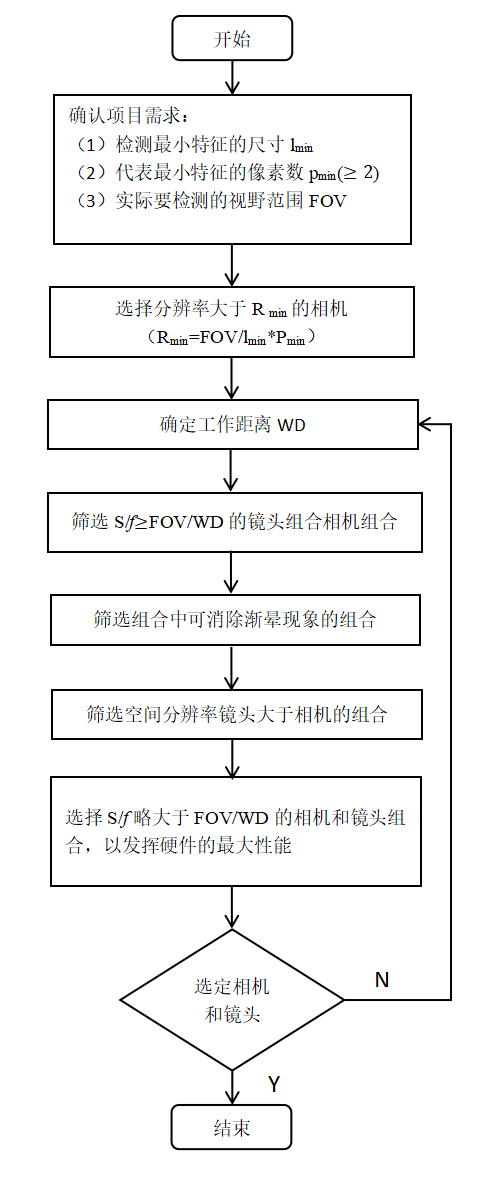 开始
确认项目需求：
（1）检测最小特征的尺寸 lmin
（2）代表最小特征的像素数 pmin(≥ 2)
（3）实际要检测的视野范围 FOV
选择分辨率大于 R min 的相机
（Rmin=FOV/lmin*Pmin）
确定工作距离 WD
筛选 S/f≥FOV/WD 的镜头组合相机组合
筛选组合中可消除渐晕现象的组合
筛选空间分辨率镜头大于相机的组合
选择 S/f 略大于 FOV/WD 的相机和镜头组
合，以发挥硬件的最大性能
选定相机
和镜头
N
Y
结束